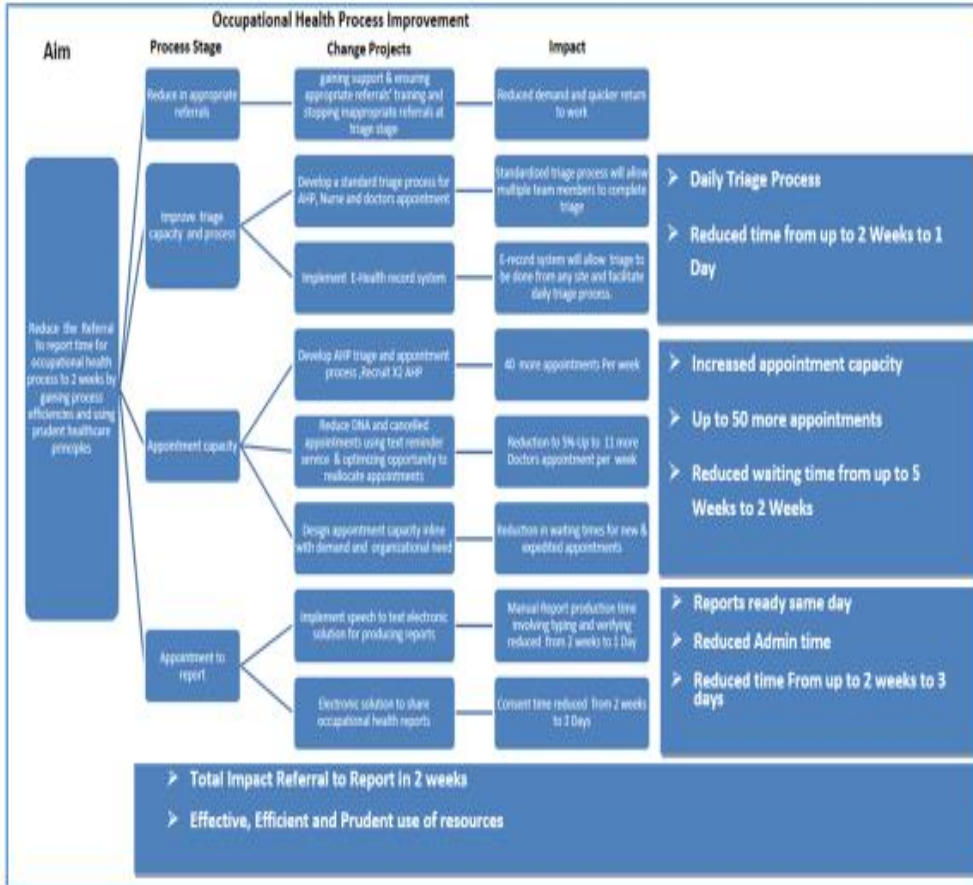 Occupational Health Process Improvement
Aim
Process Stage
Change Projects
Impact
Reduce the Referral
to report time for
occupational health
process to 2 weeks by
gaining process
efficiencies and using
prudent healthcare
principles
Reduce in appropriate
referrals
gaining support & ensuring
appropriate referrals' training and
stopping inappropriate referrals at
triage stage
Reduced demand and quicker return
to work
Improve triage
capacity and process
Develop a standard triage process for
AHP, Nurse and doctors appointment
Standardized triage process will allow
multiple team members to complete
triage
Implement E-Health record system
E-record system will allow triage to
be done from any site and facilitate
daily triage process.
➤ Daily Triage Process
➤ Reduced time from up to 2 Weeks to 1
Day
Appointment capacity
Develop AHP triage and appointment
process ,Recruit X2 AHP
40 more appointments Per week
Reduce DNA and cancelled
appointments using text reminder
service & optimizing opportunity to
reallocate appointments
Reduction to 5% Up to 11 more
Doctors appointment per week
Design appointment capacity inline
with demand and organizational need
Reduction in waiting times for new &
expedited appointments
➤ Increased appointment capacity
➤ Up to 50 more appointments
➤ Reduced waiting time from up to 5
Weeks to 2 Weeks
Appointment to
report
Implement speech to text electronic
solution for producing reports
Manual Report production time
involving typing and verifying
reduced from 2 weeks to 1 Day
Electronic solution to share
occupational health reports
Consent time reduced from 2 weeks
to Days
➤ Reports ready same day
➤ Reduced Admin time
➤ Reduced time From up to 2 weeks to 3
days
➤ Total Impact Referral to Report in 2 weeks
➤ Effective, Efficient and Prudent use of resources